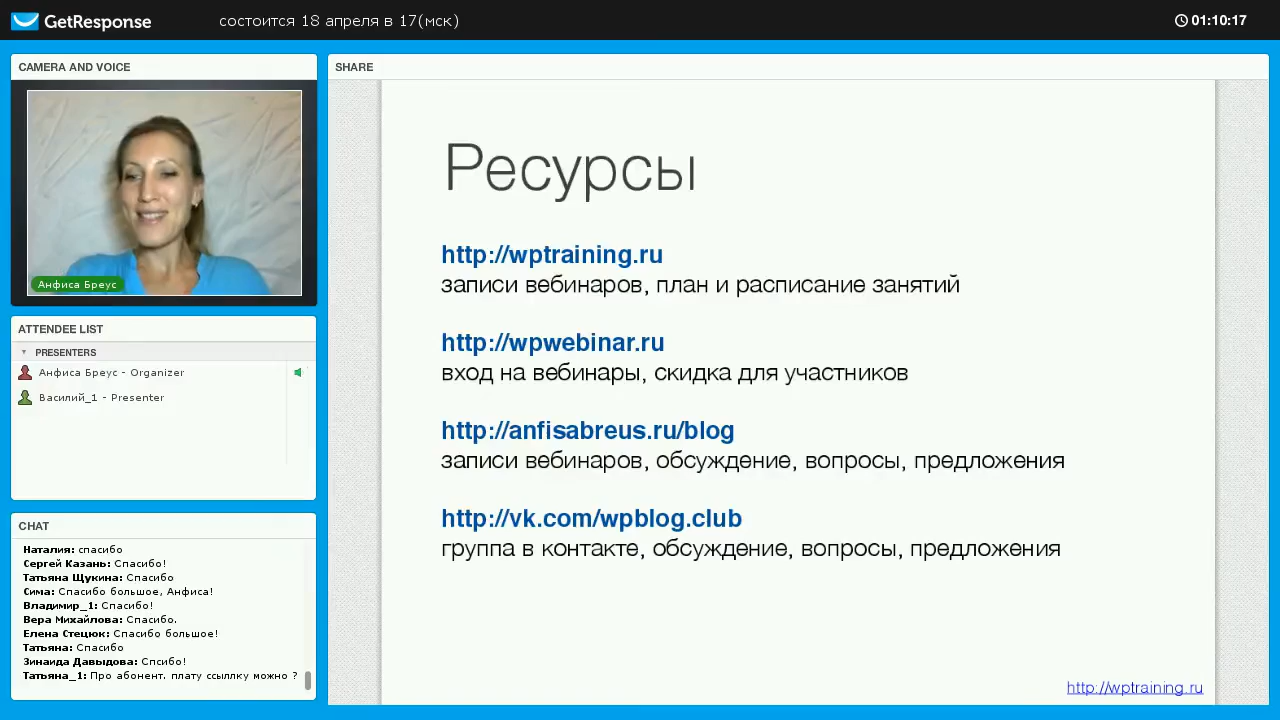 GetResponse
состоится 18 апреля в 17(мск)
01:10:17
CAMERA AND VOICE
Анфиса Бреус
ATTENDEE LIST
PRESENTERS
Анфиса Бреус - Organizer
Василий_1 - Presenter
CHAT
Наталия: спасибо
Сергей Казань: Спасибо!
Татьяна Щукина: Спасибо
Сима: Спасибо большое, Анфиса!
Владимир_1: Спасибо!
Вера Михайлова: Спасибо.
Елена Стецюк: Спасибо большое!
Татьяна: Спасибо
Зинаида Давыдова: Спсибо!
Татьяна_1: Про абонент. плату ссыллку можно ?
SHARE
Ресурсы
http://wptraining.ru
записи вебинаров, план и расписание занятий
http://wpwebinar.ru
вход на вебинары, скидка для участников
http://anfisabreus.ru/blog
записи вебинаров, обсуждение, вопросы, предложения
http://vk.com/wpblog.club
группа в контакте, обсуждение, вопросы, предложения
http://wptraining.ru